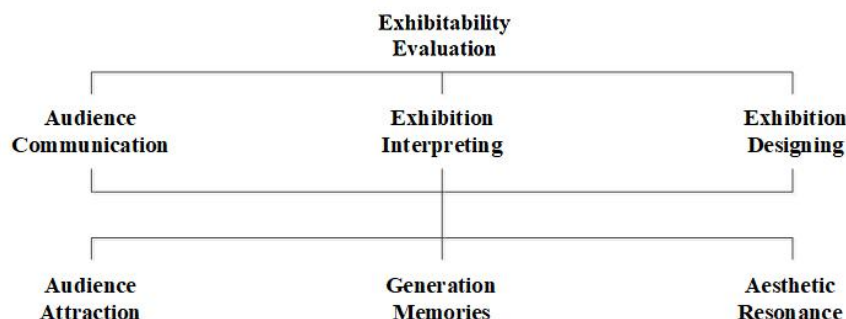 Exhibitability
Evaluation
Audience
Communication
Exhibition
Interpreting
Exhibition
Designing
Audience
Attraction
Generation
Memories
Aesthetic
Resonance